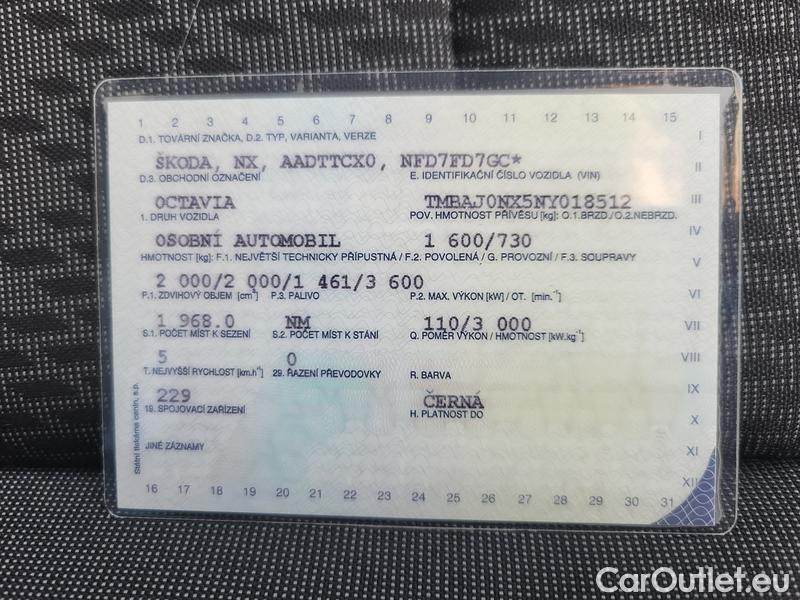 1 2 3 4 5 6 7 8 9 10 11 12 13 14 15
D.1. TOVÁRNÍ ZNAČKA, D.2. TYP, VARIANTA, VERZE
I
ŠKODA, NX, AADTTCX0, NFD7FD7GC*
II
D.3. OBCHODNÍ OZNAČENÍ E. IDENTIFIKAČNÍ ČÍSLO VOZIDLA (VIN)
OCTAVIA TMBAJ0NX5NY018512
III
1. DRUH VOZIDLA POV. HMOTNOST PŘÍVĚSU [kg]: O.1.BRZD./O.2.NEBRZD.
OSOBNÍ AUTOMOBIL 1 600/730
IV
HMOTNOST [kg]: F.1. NEJVĚTŠÍ TECHNICKY PŘÍPUSTNÁ / F.2. POVOLENÁ / G. PROVOZNÍ / F.3. SOUPRAVY
V
2 000/2 000/1 461/3 600
P.1. ZDVIHOVÝ OBJEM [cm³] P.3. PALIVO P.2. MAX. VÝKON [kW] / OT. [min.⁻¹]
VI
1 968.0 NM 110/3 000
VII
S.1. POČET MÍST K SEZENÍ S.2. POČET MÍST K STÁNÍ Q. POMĚR VÝKON / HMOTNOST [kW.kg⁻¹]
5 0
VIII
T. NEJVYŠŠÍ RYCHLOST [km.h⁻¹] 29. ŘAZENÍ PŘEVODOVKY R. BARVA
229 ČERNÁ
IX
19. SPOJOVACÍ ZAŘÍZENÍ H. PLATNOST DO
X
JINÉ ZÁZNAMY
XI
XII
Státní tiskárna cenin, s.p.
16 17 18 19 20 21 22 23 24 25 26 27 28 29 30 31
CarOutlet.eu